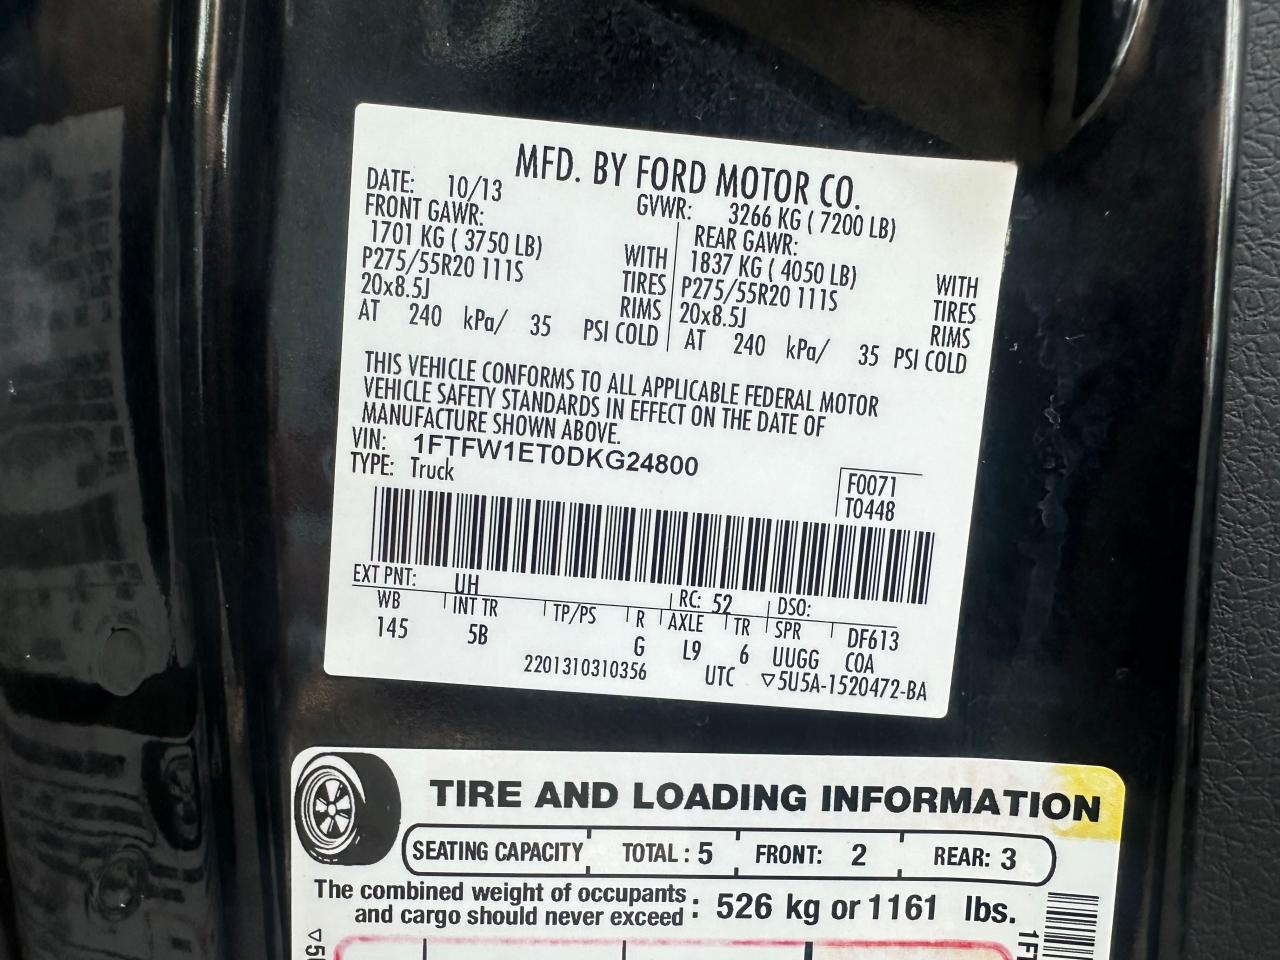 MFD. BY FORD MOTOR CO.
DATE: 10/13 GVWR: 3266 KG ( 7200 LB)
FRONT GAWR: REAR GAWR:
1701 KG ( 3750 LB) WITH 1837 KG ( 4050 LB) WITH
P275/55R20 111S TIRES P275/55R20 111S TIRES
20x8.5J RIMS 20x8.5J RIMS
AT 240 kPa/ 35 PSI COLD AT 240 kPa/ 35 PSI COLD
THIS VEHICLE CONFORMS TO ALL APPLICABLE FEDERAL MOTOR
VEHICLE SAFETY STANDARDS IN EFFECT ON THE DATE OF
MANUFACTURE SHOWN ABOVE.
VIN: 1FTFW1ET0DKG24800
TYPE: Truck
F0071
T0448
EXT PNT: UH RC: 52 DSO:
WB INT TR TP/PS R AXLE TR SPR DF613
145 5B G L9 6 UUGG COA
2201310310356 UTC ▽5U5A-1520472-BA
TIRE AND LOADING INFORMATION
SEATING CAPACITY TOTAL : 5 FRONT: 2 REAR: 3
The combined weight of occupants
and cargo should never exceed : 526 kg or 1161 lbs.
▽5
1F